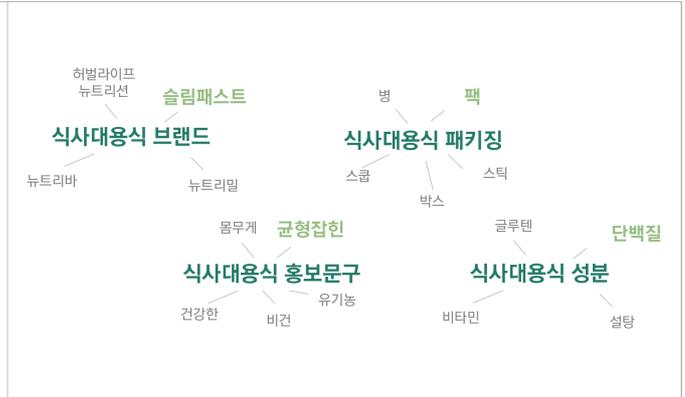 허벌라이프
뉴트리션
슬림패스트
식사대용식 브랜드
뉴트리바
뉴트리밀
병
팩
식사대용식 패키징
스쿱
스틱
박스
몸무게
균형잡힌
식사대용식 홍보문구
건강한
비건
유기농
글루텐
단백질
식사대용식 성분
비타민
설탕